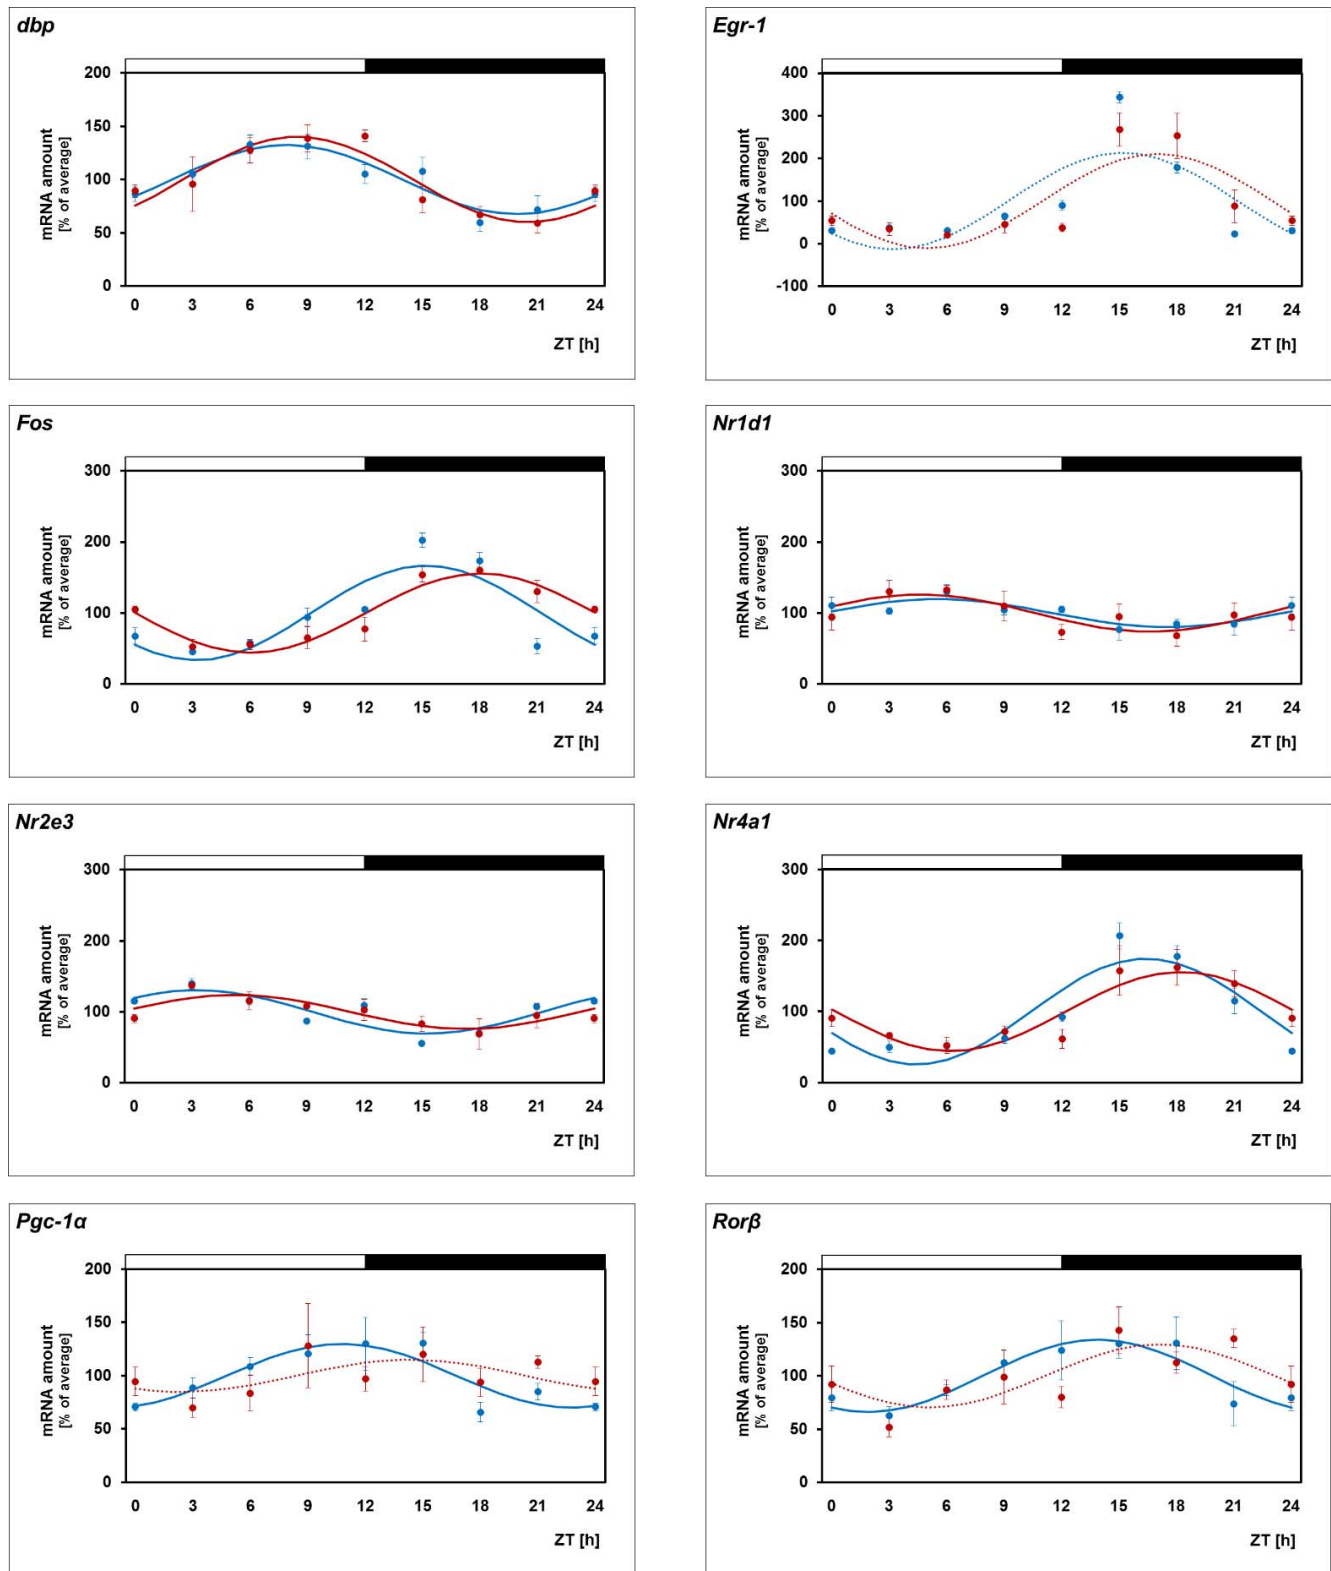 dbp
mRNA amount
[% of average]
200
150
100
50
0
0 3 6 9 12 15 18 21 24
ZT [h]
Egr-1
mRNA amount
[% of average]
400
300
200
100
0
-100
0 3 6 9 12 15 18 21 24
ZT [h]
Fos
mRNA amount
[% of average]
300
200
100
0
0 3 6 9 12 15 18 21 24
ZT [h]
Nr1d1
mRNA amount
[% of average]
300
200
100
0
0 3 6 9 12 15 18 21 24
ZT [h]
Nr2e3
mRNA amount
[% of average]
300
200
100
0
0 3 6 9 12 15 18 21 24
ZT [h]
Nr4a1
mRNA amount
[% of average]
300
200
100
0
0 3 6 9 12 15 18 21 24
ZT [h]
Pgc-1α
mRNA amount
[% of average]
200
150
100
50
0
0 3 6 9 12 15 18 21 24
ZT [h]
Rorβ
mRNA amount
[% of average]
200
150
100
50
0
0 3 6 9 12 15 18 21 24
ZT [h]